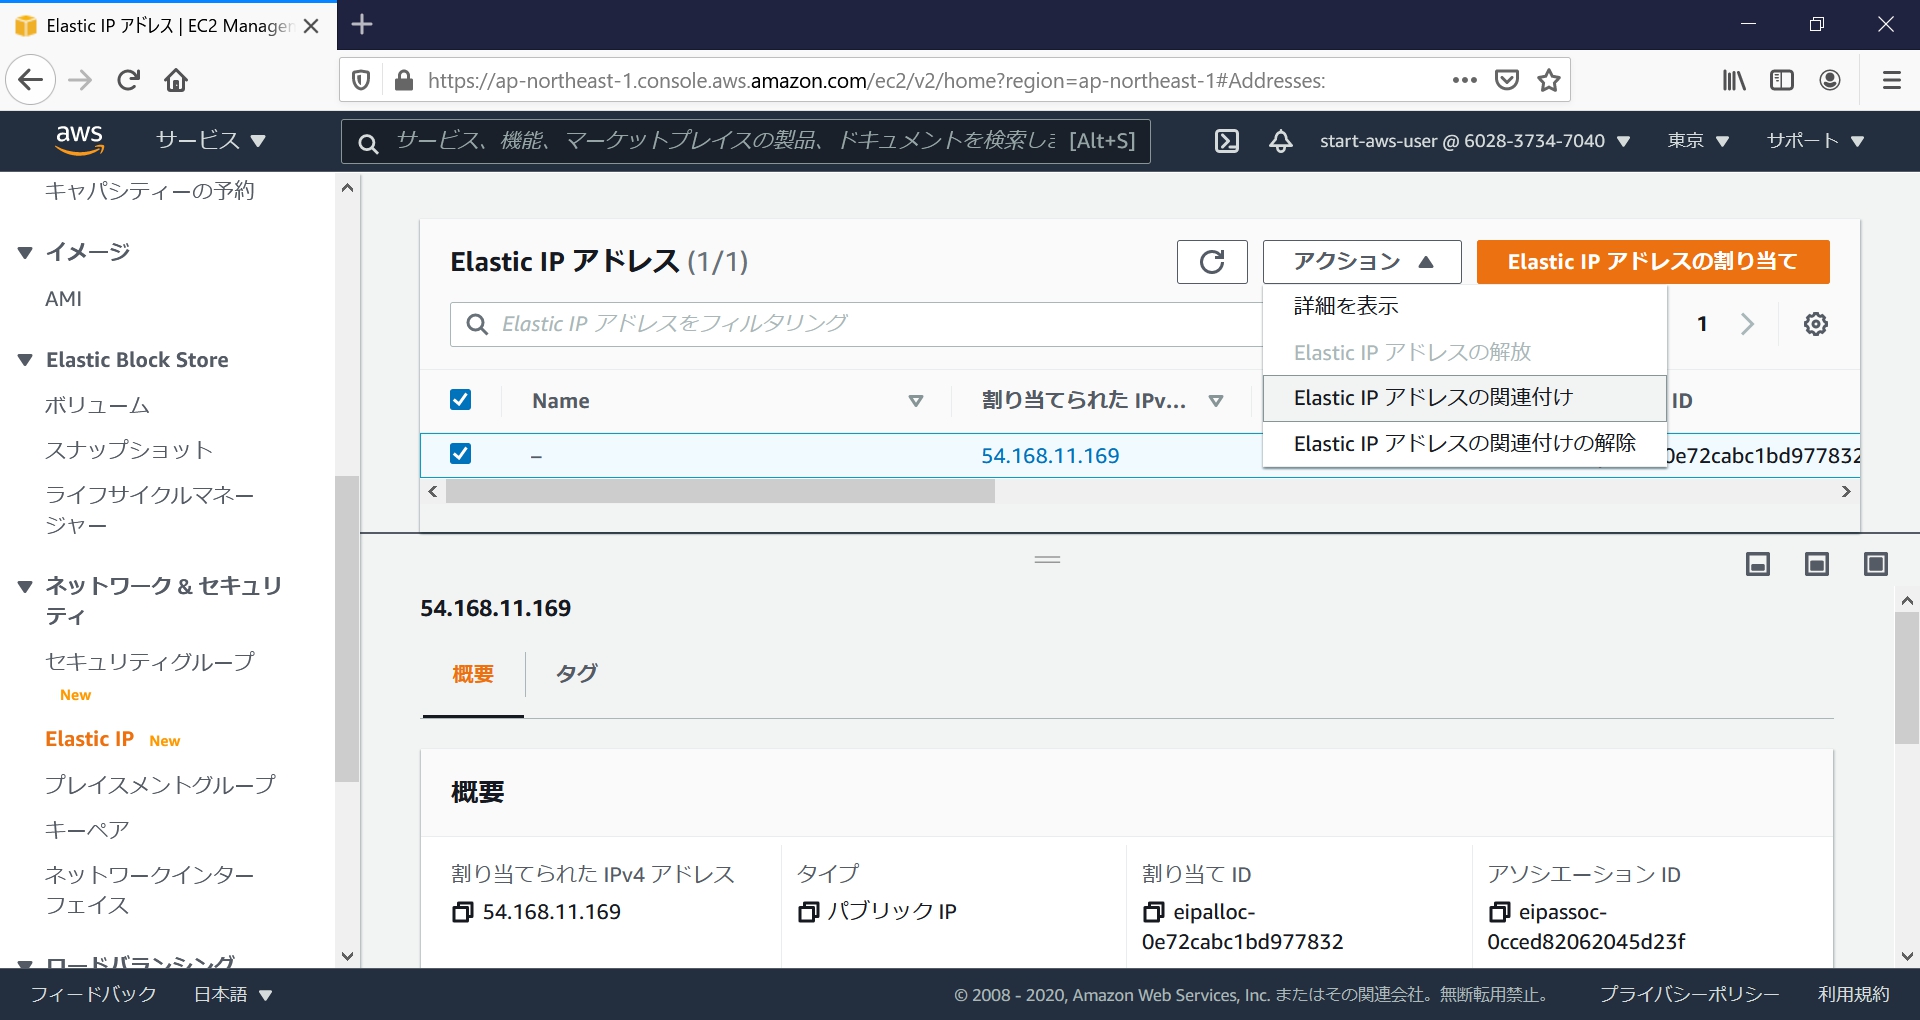 Elastic IP アドレス | EC2 Manager
https://ap-northeast-1.console.aws.amazon.com/ec2/v2/home?region=ap-northeast-1#Addresses:
aws
サービス
サービス、機能、マーケットプレイスの製品、ドキュメントを検索しま [Alt+S]
start-aws-user @ 6028-3734-7040
東京
サポート
キャパシティーの予約
イメージ
AMI
Elastic Block Store
ボリューム
スナップショット
ライフサイクルマネー
ジャー
ネットワーク & セキュリ
ティ
セキュリティグループ
New
Elastic IP New
プレイスメントグループ
キーペア
ネットワークインター
フェイス
ロードバランシング
Elastic IP アドレス (1/1)
アクション
Elastic IP アドレスの割り当て
Elastic IP アドレスをフィルタリング
詳細を表示
Elastic IP アドレスの解放
Elastic IP アドレスの関連付け
Elastic IP アドレスの関連付けの解除
1
Name
割り当てられた IPv...
ID
–
54.168.11.169
0e72cabc1bd977832
54.168.11.169
概要
タグ
概要
割り当てられた IPv4 アドレス
54.168.11.169
タイプ
パブリック IP
割り当て ID
eipalloc-
0e72cabc1bd977832
アソシエーション ID
eipassoc-
0cced82062045d23f
フィードバック
日本語
© 2008 - 2020, Amazon Web Services, Inc. またはその関連会社。無断転用禁止。
プライバシーポリシー
利用規約